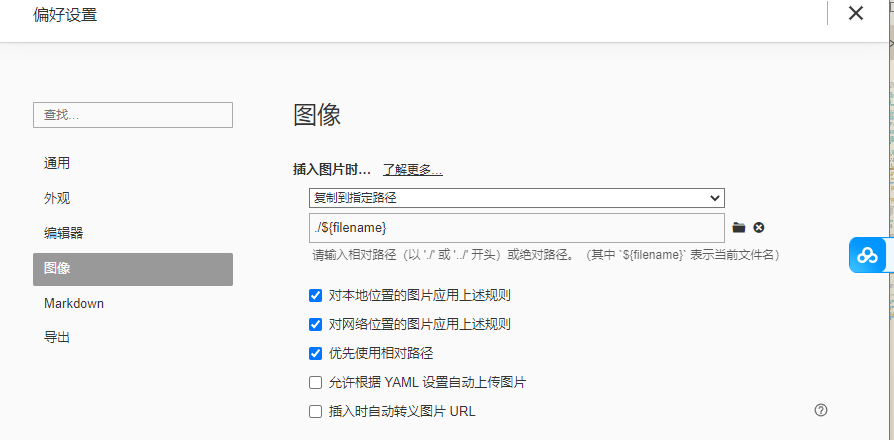 偏好设置
查找...
通用
外观
编辑器
图像
Markdown
导出
图像
插入图片时... 了解更多...
复制到指定路径
./${filename}
请输入相对路径（以 './' 或 '../' 开头）或绝对路径。（其中 `${filename}` 表示当前文件名）
对本地位置的图片应用上述规则
对网络位置的图片应用上述规则
优先使用相对路径
允许根据 YAML 设置自动上传图片
插入时自动转义图片 URL